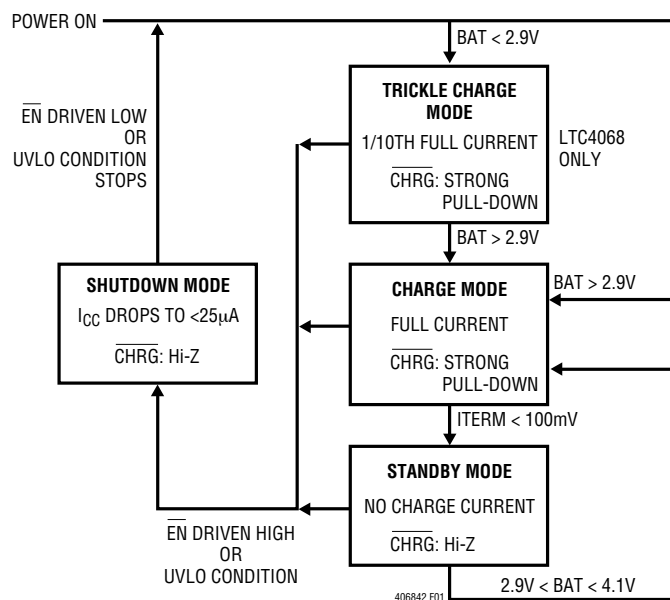 POWER ON
BAT < 2.9V
TRICKLE CHARGE
MODE
1/10TH FULL CURRENT
CHRG: STRONG
PULL-DOWN
LTC4068
ONLY
EN DRIVEN LOW
OR
UVLO CONDITION
STOPS
BAT > 2.9V
SHUTDOWN MODE
ICC DROPS TO <25µA
CHRG: Hi-Z
CHARGE MODE
FULL CURRENT
CHRG: STRONG
PULL-DOWN
BAT > 2.9V
ITERM < 100mV
STANDBY MODE
NO CHARGE CURRENT
CHRG: Hi-Z
EN DRIVEN HIGH
OR
UVLO CONDITION
406842 F01
2.9V < BAT < 4.1V